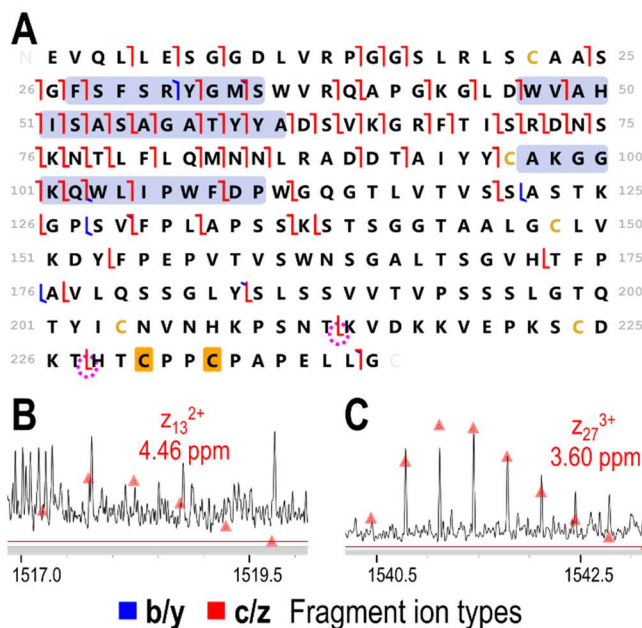 A
N E V Q L L E S G G D L V R P G G S L R L S C A A S 25
26 G F S F S R Y G M S W V R Q A P G K G L D W V A H 50
51 I S A S A G A T Y Y A D S V K G R F T I S R D N S 75
76 K N T L F L Q M N N L R A D D T A I Y Y C A K G G 100
101 K Q W L I P W F D P W G Q G T L V T V S S A S T K 125
126 G P S V F P L A P S S K S T S G G T A A L G C L V 150
151 K D Y F P E P V T V S W N S G A L T S G V H T F P 175
176 A V L Q S S G L Y S L S S V V T V P S S S L G T Q 200
201 T Y I C N V N H K P S N T K V D K K V E P K S C D 225
226 K T H T C P P C P A P E L L G C
B
z13 2+
4.46 ppm
1517.0 1519.5
C
z27 3+
3.60 ppm
1540.5 1542.5
b/y c/z Fragment ion types